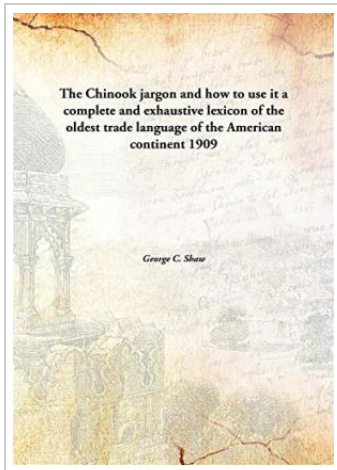 The Chinook jargon and how to use it a
complete and exhaustive lexicon of the
oldest trade language of the American
continent 1909
George C. Shaw